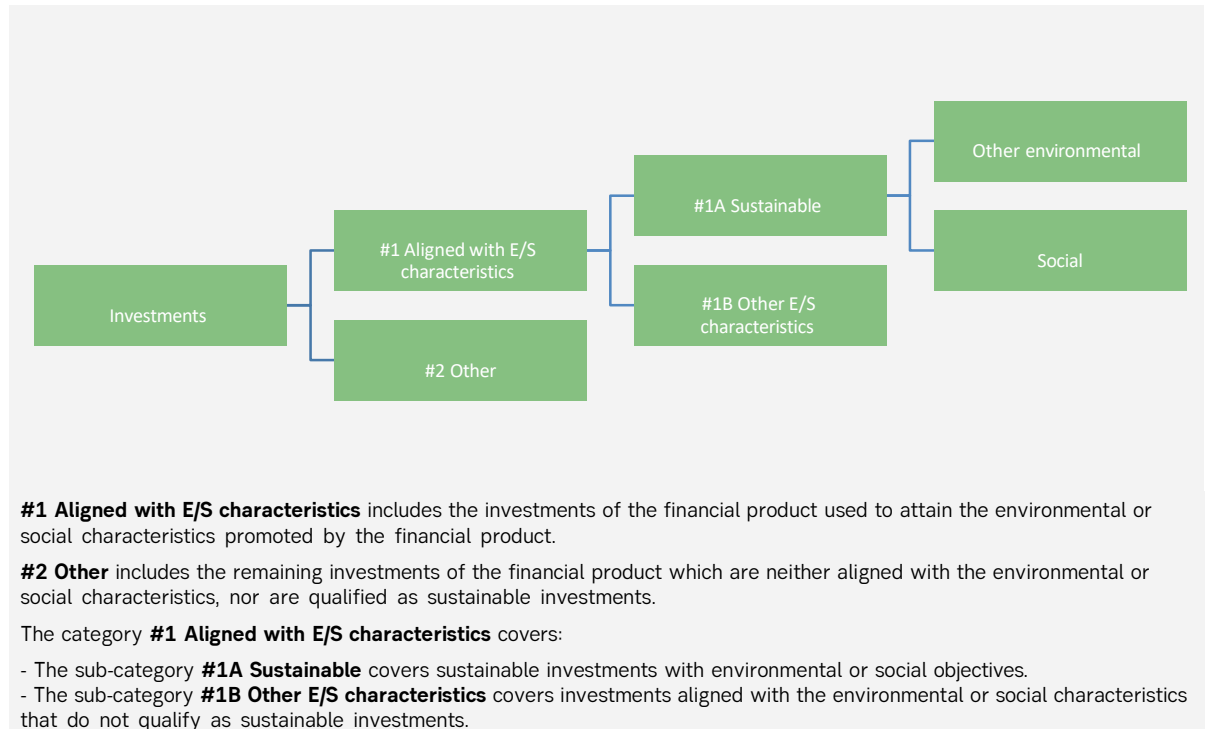 Other environmental
#1A Sustainable
#1 Aligned with E/S
characteristics
Social
Investments
#1B Other E/S
characteristics
#2 Other
#1 Aligned with E/S characteristics includes the investments of the financial product used to attain the environmental or
social characteristics promoted by the financial product.
#2 Other includes the remaining investments of the financial product which are neither aligned with the environmental or
social characteristics, nor are qualified as sustainable investments.
The category #1 Aligned with E/S characteristics covers:
- The sub-category #1A Sustainable covers sustainable investments with environmental or social objectives.
- The sub-category #1B Other E/S characteristics covers investments aligned with the environmental or social characteristics
that do not qualify as sustainable investments.